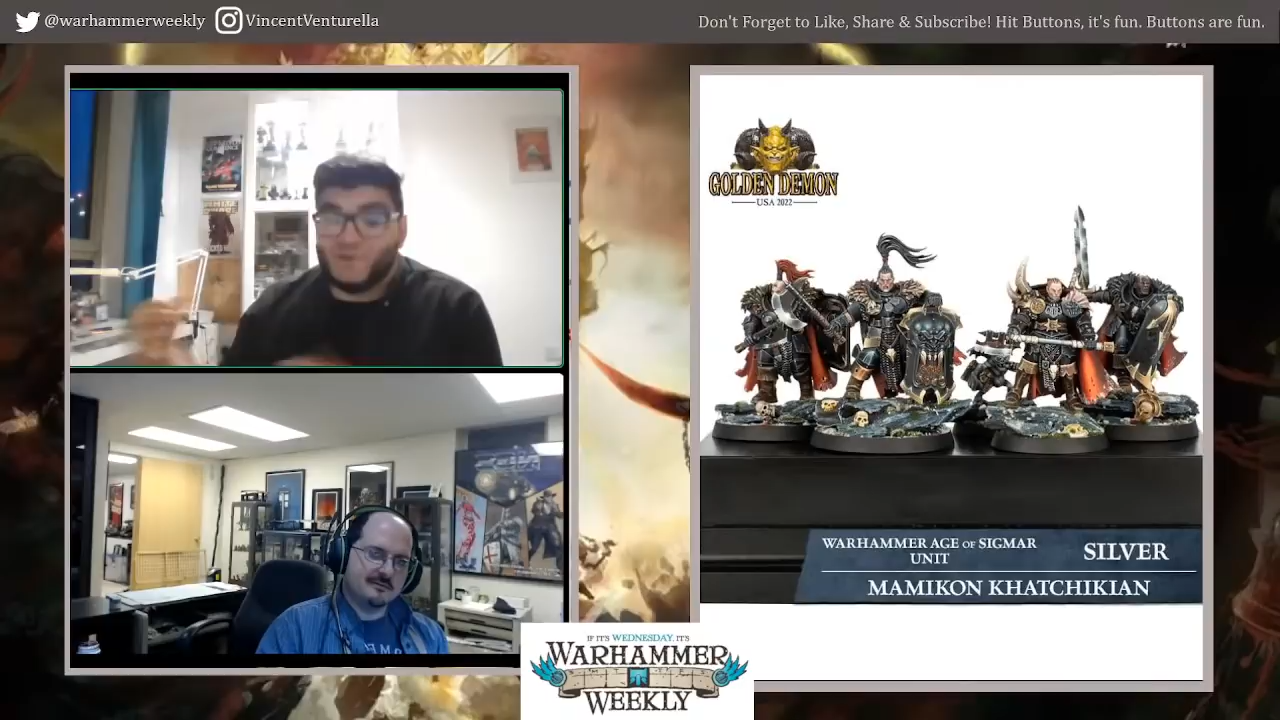 @warhammerweekly VincentVenturella
Don't Forget to Like, Share & Subscribe! Hit Buttons, it's fun. Buttons are fun.
GOLDEN DEMON
USA 2022
WARHAMMER AGE OF SIGMAR
UNIT
SILVER
MAMIKON KHATCHIKIAN
IF IT'S WEDNESDAY, IT'S
WARHAMMER
WEEKLY